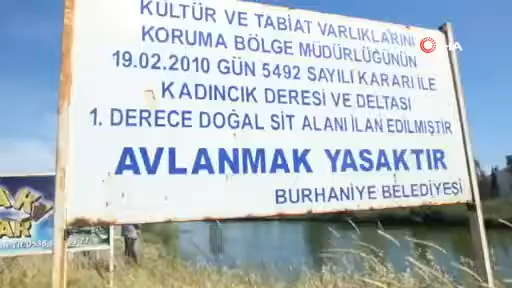 KÜLTÜR VE TABİAT VARLIKLARINI
KORUMA BÖLGE MÜDÜRLÜĞÜNÜN
19.02.2010 GÜN 5492 SAYILI KARARI İLE
KADINCIK DERESİ VE DELTASI
1. DERECE DOĞAL SİT ALANI İLAN EDİLMİŞTİR
AVLANMAK YASAKTIR
BURHANİYE BELEDİYESİ